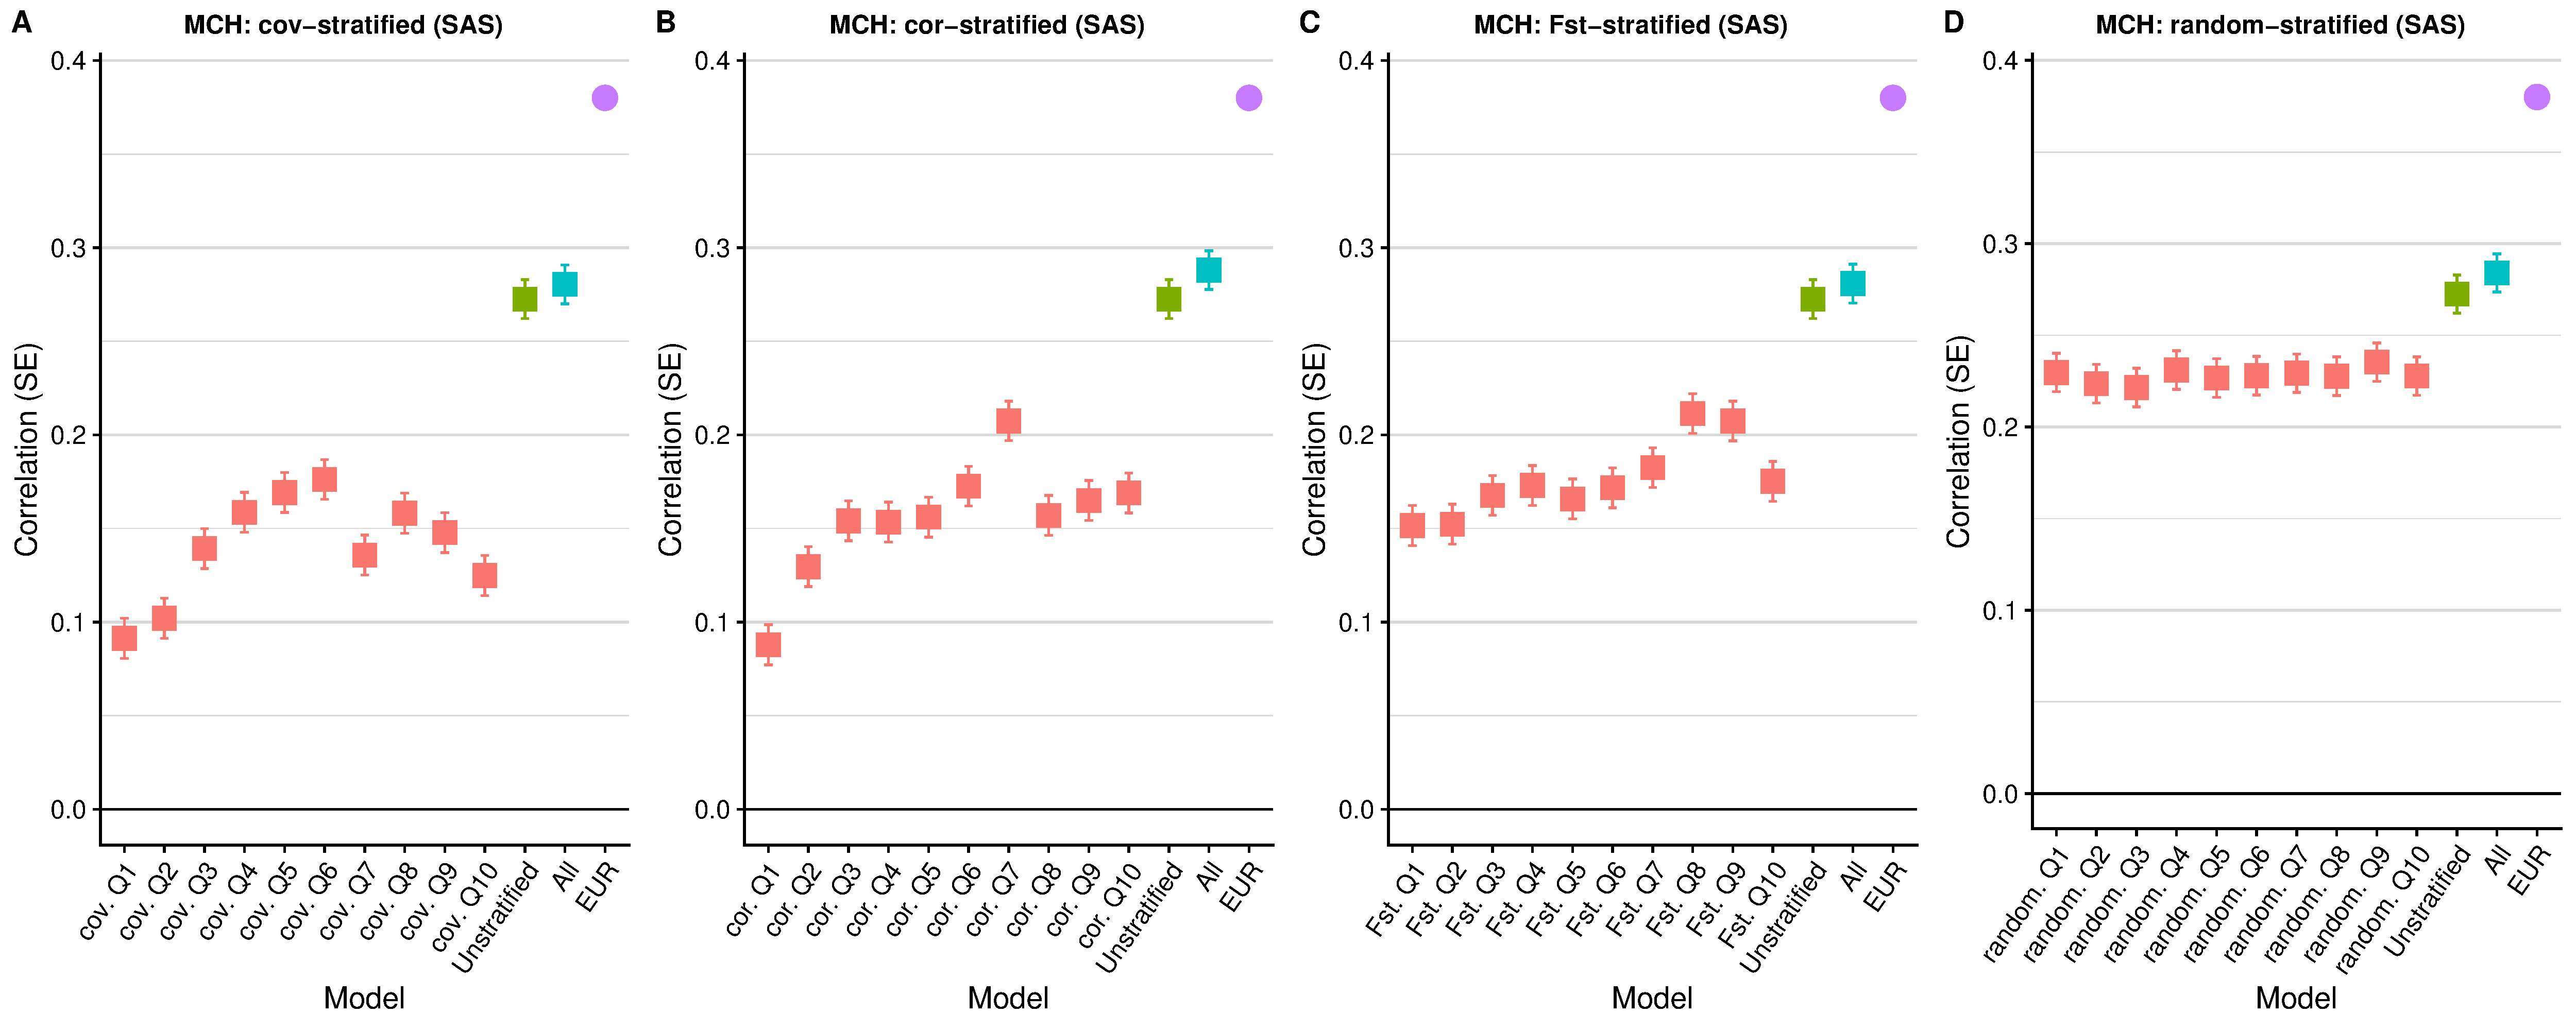 A
MCH: cov−stratified (SAS)
0.4
0.3
0.2
0.1
0.0
Correlation (SE)
cov. Q1
cov. Q2
cov. Q3
cov. Q4
cov. Q5
cov. Q6
cov. Q7
cov. Q8
cov. Q9
cov. Q10
Unstratified
All
EUR
Model
B
MCH: cor−stratified (SAS)
0.4
0.3
0.2
0.1
0.0
Correlation (SE)
cor. Q1
cor. Q2
cor. Q3
cor. Q4
cor. Q5
cor. Q6
cor. Q7
cor. Q8
cor. Q9
cor. Q10
Unstratified
All
EUR
Model
C
MCH: Fst−stratified (SAS)
0.4
0.3
0.2
0.1
0.0
Correlation (SE)
Fst. Q1
Fst. Q2
Fst. Q3
Fst. Q4
Fst. Q5
Fst. Q6
Fst. Q7
Fst. Q8
Fst. Q9
Fst. Q10
Unstratified
All
EUR
Model
D
MCH: random−stratified (SAS)
0.4
0.3
0.2
0.1
0.0
Correlation (SE)
random. Q1
random. Q2
random. Q3
random. Q4
random. Q5
random. Q6
random. Q7
random. Q8
random. Q9
random. Q10
Unstratified
All
EUR
Model